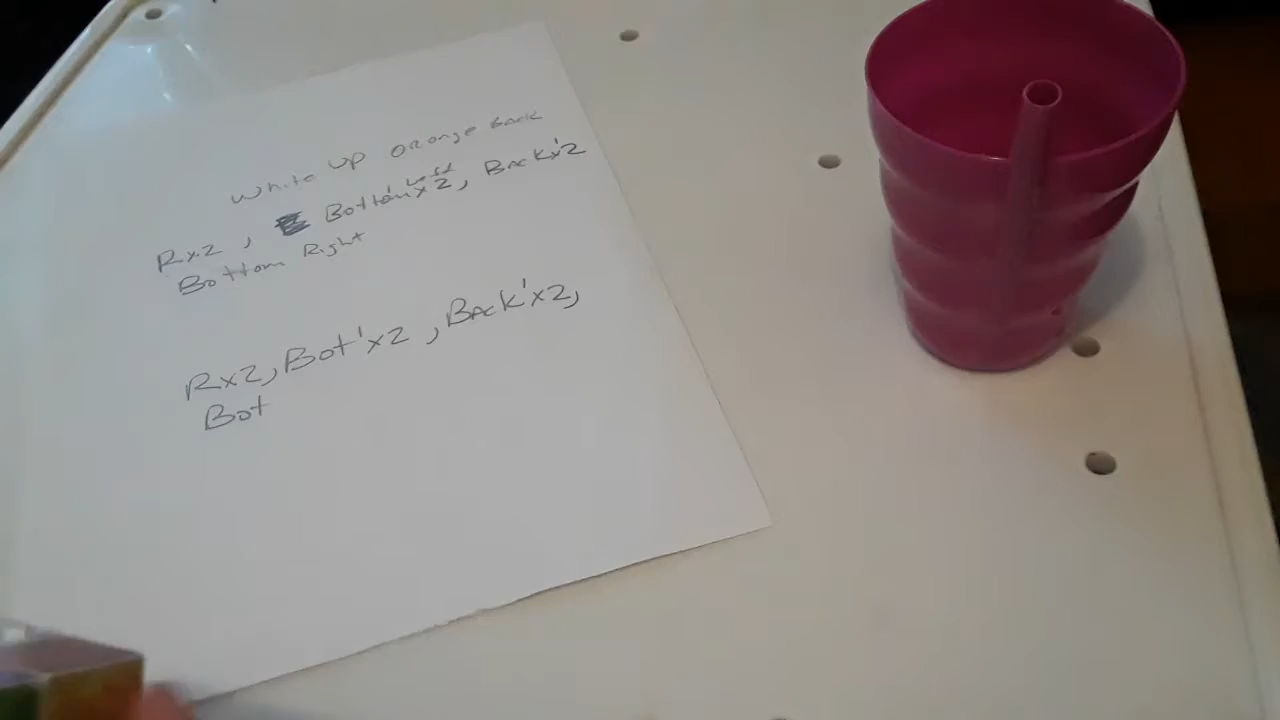 White up orange Back
Left
Rx2, Bottom'x2, Back'x2
Bottom Right
Rx2, Bot'x2, Back'x2,
Bot